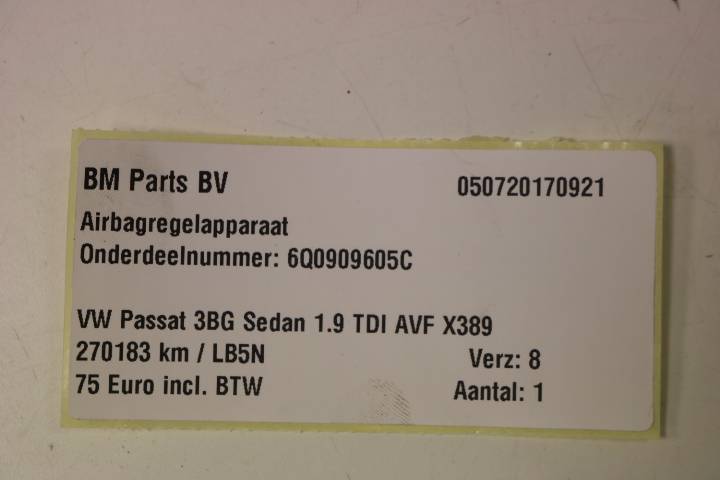 BM Parts BV 050720170921
Airbagregelapparaat
Onderdeelnummer: 6Q0909605C
VW Passat 3BG Sedan 1.9 TDI AVF X389
270183 km / LB5N Verz: 8
75 Euro incl. BTW Aantal: 1